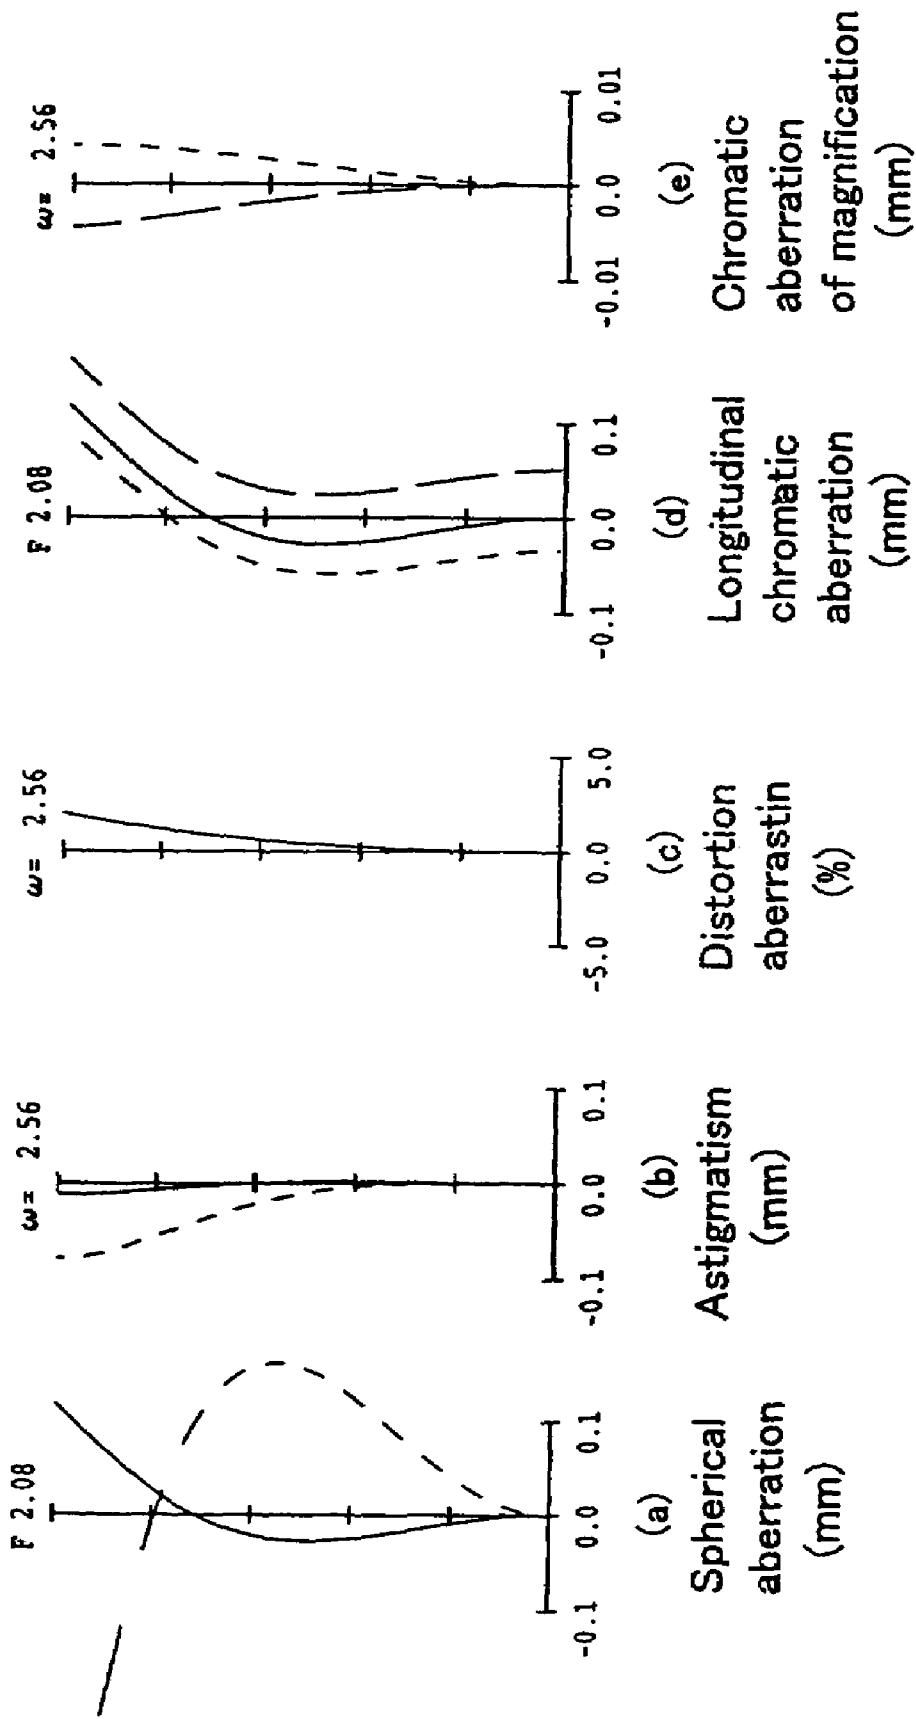 F 2.08
-0.1 0.0 0.1
(a)
Spherical
aberration
(mm)
ω= 2.56
-0.1 0.0 0.1
(b)
Astigmatism
(mm)
ω= 2.56
-5.0 0.0 5.0
(c)
Distortion
aberrastin
(%)
F 2.08
-0.1 0.0 0.1
(d)
Longitudinal
chromatic
aberration
(mm)
ω= 2.56
-0.01 0.0 0.01
(e)
Chromatic
aberration
of magnification
(mm)